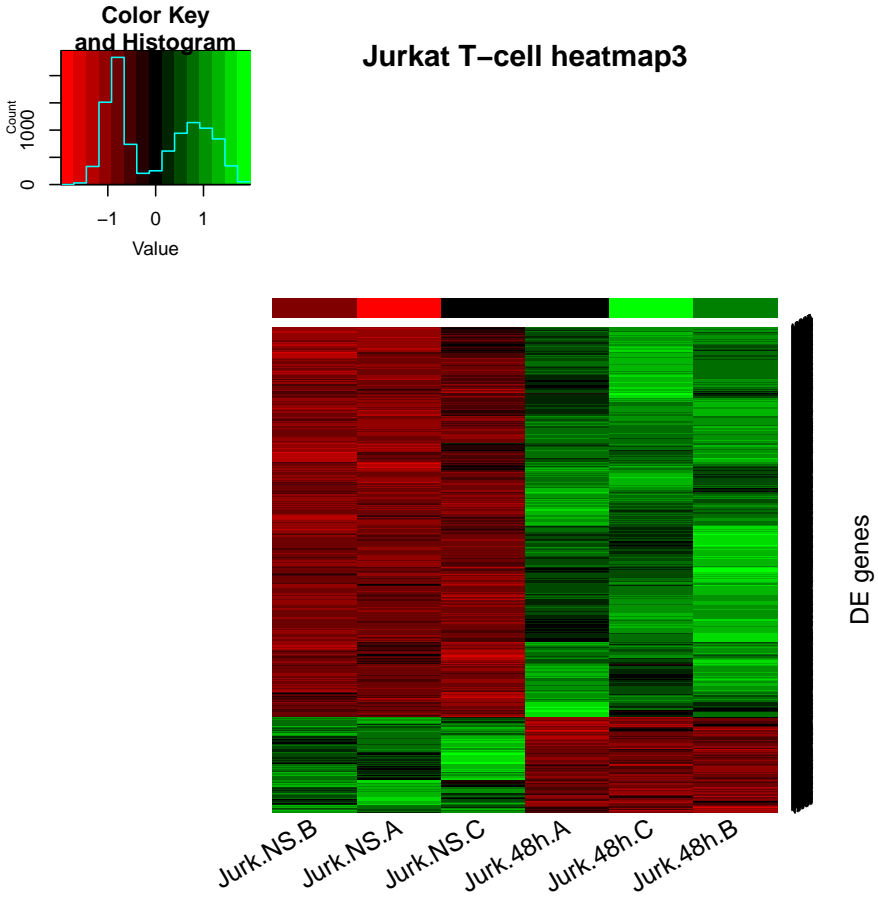 Color Key
and Histogram
Jurkat T−cell heatmap3
Count
0
1000
−1
0
1
Value
DE genes
Jurk.NS.B
Jurk.NS.A
Jurk.NS.C
Jurk.48h.A
Jurk.48h.C
Jurk.48h.B